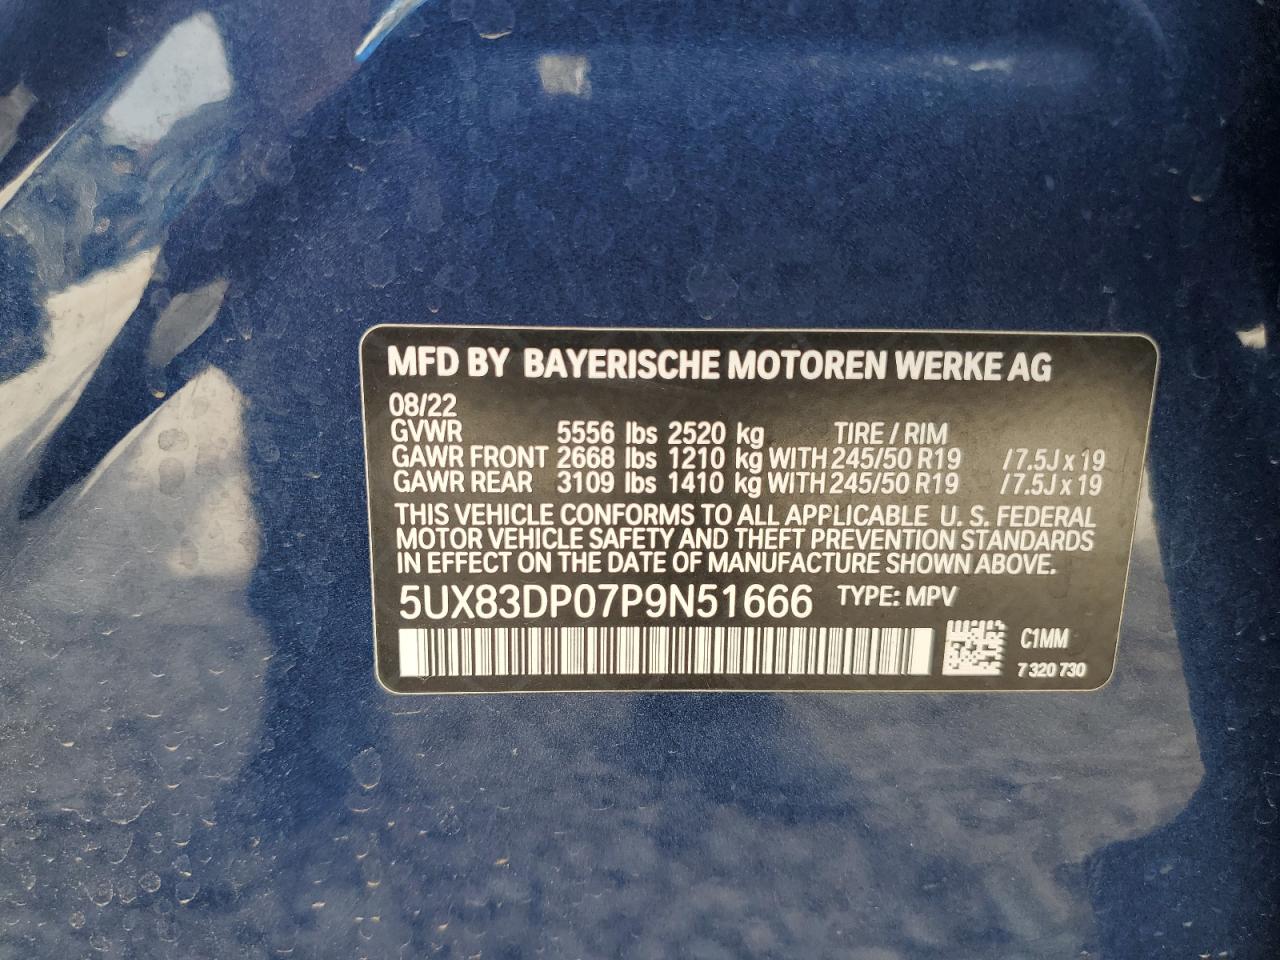 MFD BY BAYERISCHE MOTOREN WERKE AG
08/22
GVWR 5556 lbs 2520 kg TIRE / RIM
GAWR FRONT 2668 lbs 1210 kg WITH 245/50 R19 /7.5J x 19
GAWR REAR 3109 lbs 1410 kg WITH 245/50 R19 /7.5J x 19
THIS VEHICLE CONFORMS TO ALL APPLICABLE U. S. FEDERAL
MOTOR VEHICLE SAFETY AND THEFT PREVENTION STANDARDS
IN EFFECT ON THE DATE OF MANUFACTURE SHOWN ABOVE.
5UX83DP07P9N51666 TYPE: MPV
C1MM
7 320 730